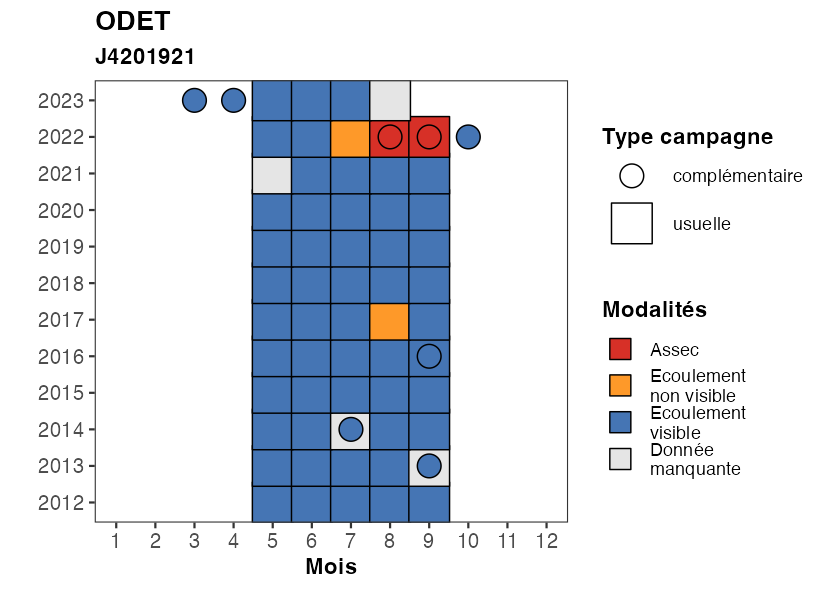 ODET
J4201921
2023
2022
2021
2020
2019
2018
2017
2016
2015
2014
2013
2012
1 2 3 4 5 6 7 8 9 10 11 12
Mois
Type campagne
complémentaire
usuelle
Modalités
Assec
Ecoulement
non visible
Ecoulement
visible
Donnée
manquante